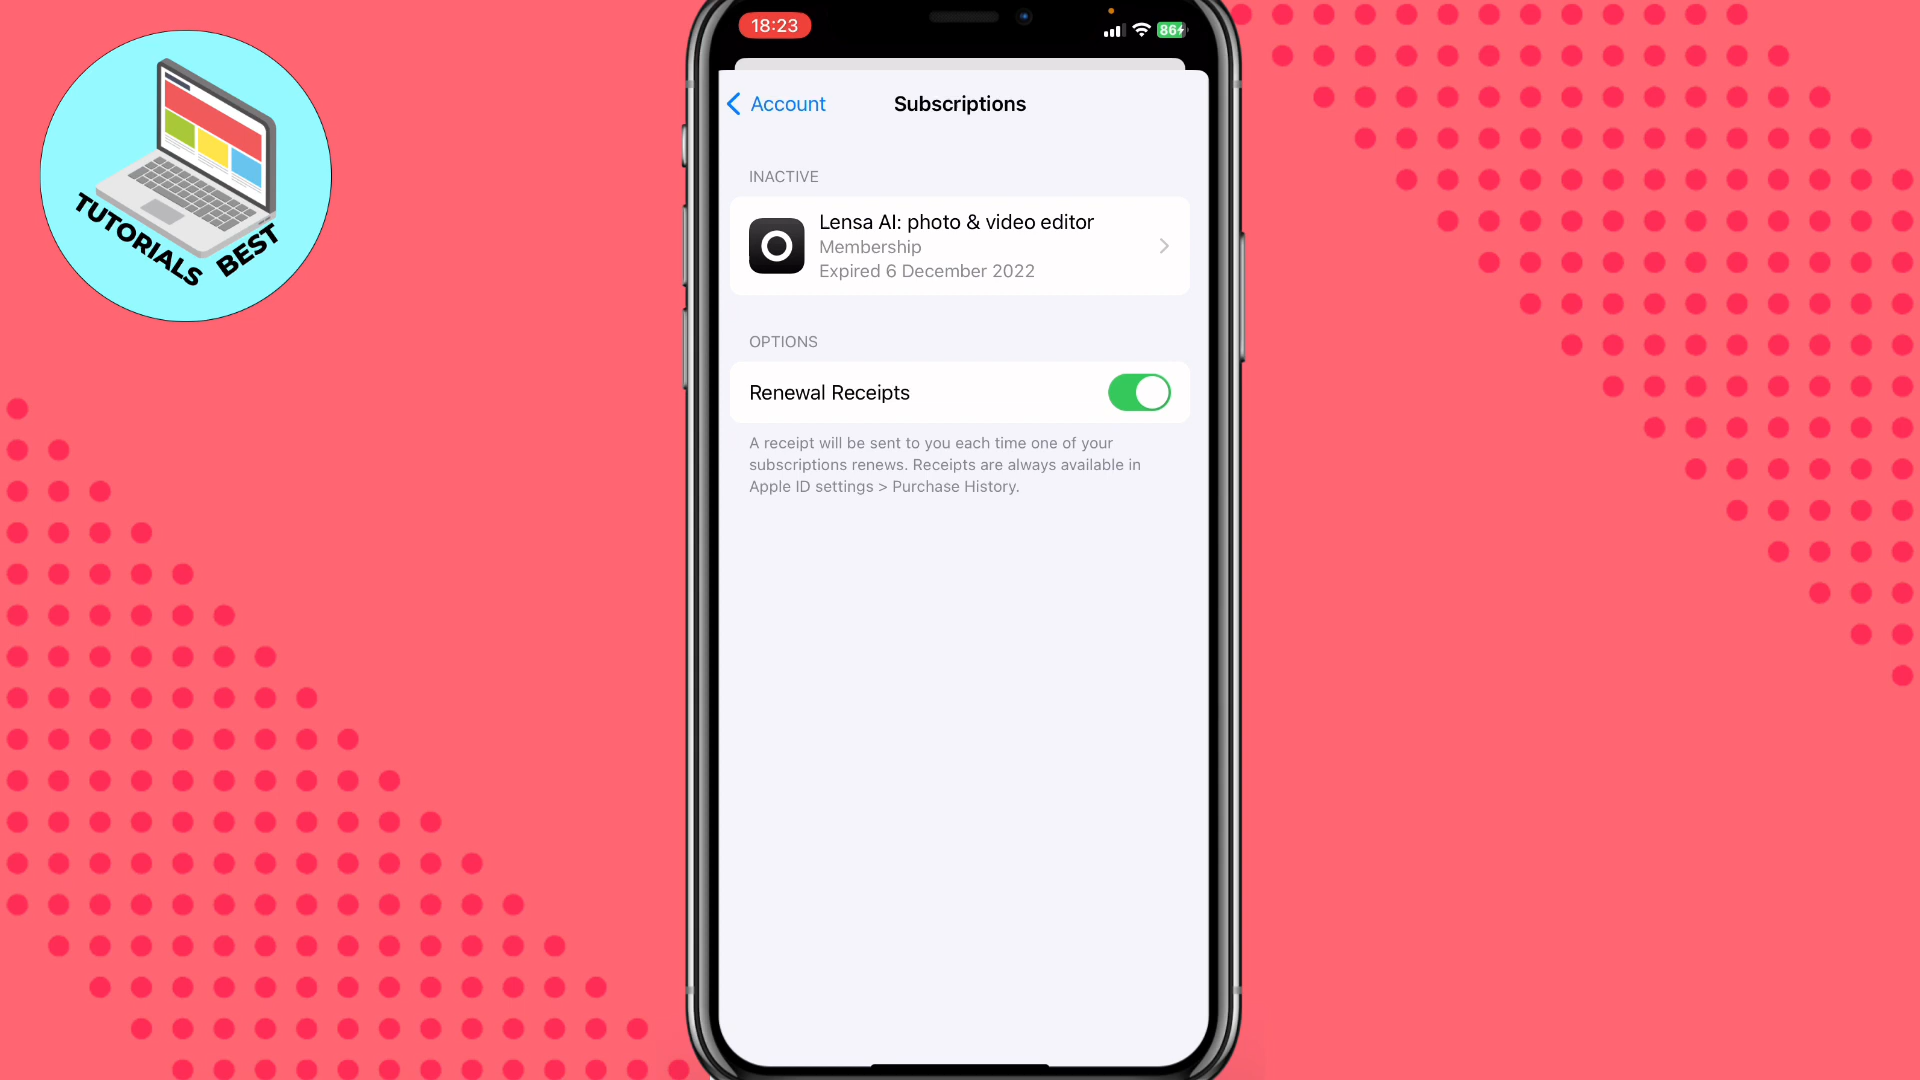 TUTORIALS BEST
18:23
86
Account
Subscriptions
INACTIVE
Lensa AI: photo & video editor
Membership
Expired 6 December 2022
OPTIONS
Renewal Receipts
A receipt will be sent to you each time one of your
subscriptions renews. Receipts are always available in
Apple ID settings > Purchase History.